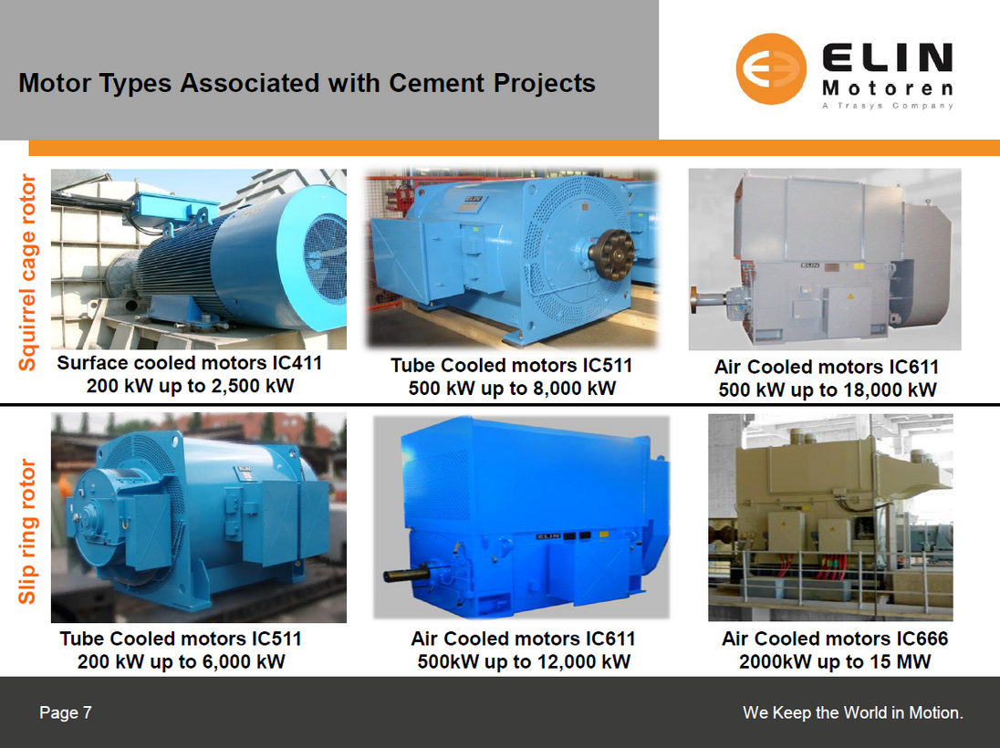 Motor Types Associated with Cement Projects
ELIN
Motoren
A Trasys Company
Squirrel cage rotor
ELIN
ELIN
Surface cooled motors IC411
200 kW up to 2,500 kW
Tube Cooled motors IC511
500 kW up to 8,000 kW
Air Cooled motors IC611
500 kW up to 18,000 kW
Slip ring rotor
ELIN
ELIN
Tube Cooled motors IC511
200 kW up to 6,000 kW
Air Cooled motors IC611
500kW up to 12,000 kW
Air Cooled motors IC666
2000kW up to 15 MW
Page 7
We Keep the World in Motion.